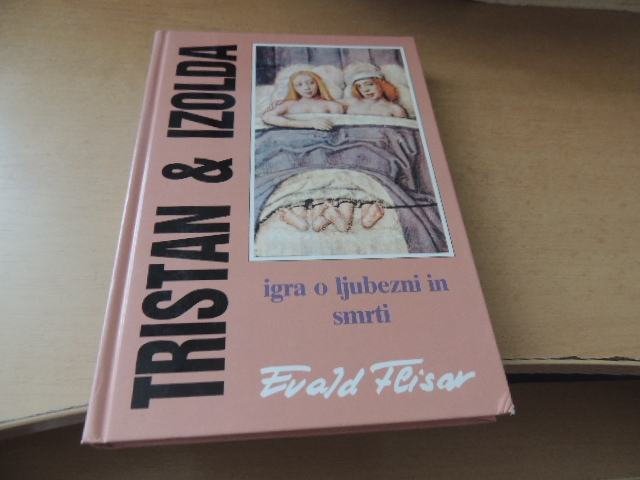 TRISTAN & IZOLDA
igra o ljubezni in
smrti
Evald Flisar